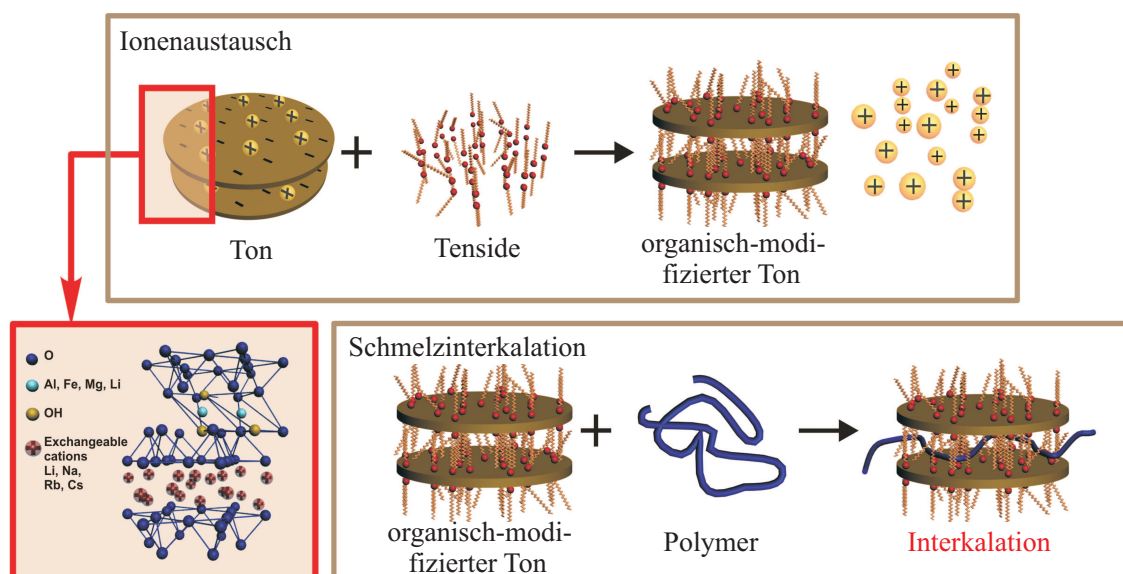 Ionenaustausch
Ton
Tenside
organisch-modi-
fizierter Ton
O
Al, Fe, Mg, Li
OH
Exchangeable
cations
Li, Na,
Rb, Cs
Schmelzinterkalation
organisch-modi-
fizierter Ton
Polymer
Interkalation